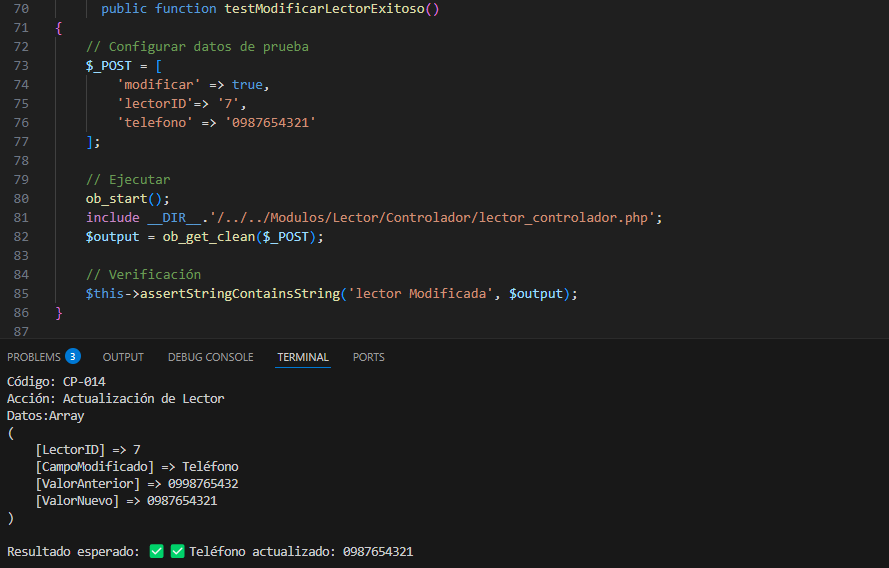 70 public function testModificarLectorExitoso()
71 {
72 // Configurar datos de prueba
73 $_POST = [
74 'modificar' => true,
75 'lectorID'=> '7',
76 'telefono' => '0987654321'
77 ];
78
79 // Ejecutar
80 ob_start();
81 include __DIR__.'/../../Modulos/Lector/Controlador/lector_controlador.php';
82 $output = ob_get_clean($_POST);
83
84 // Verificación
85 $this->assertStringContainsString('lector Modificada', $output);
86 }
87
PROBLEMS 3 OUTPUT DEBUG CONSOLE TERMINAL PORTS
Código: CP-014
Acción: Actualización de Lector
Datos:Array
(
[LectorID] => 7
[CampoModificado] => Teléfono
[ValorAnterior] => 0998765432
[ValorNuevo] => 0987654321
)
Resultado esperado: ✅ ✅ Teléfono actualizado: 0987654321